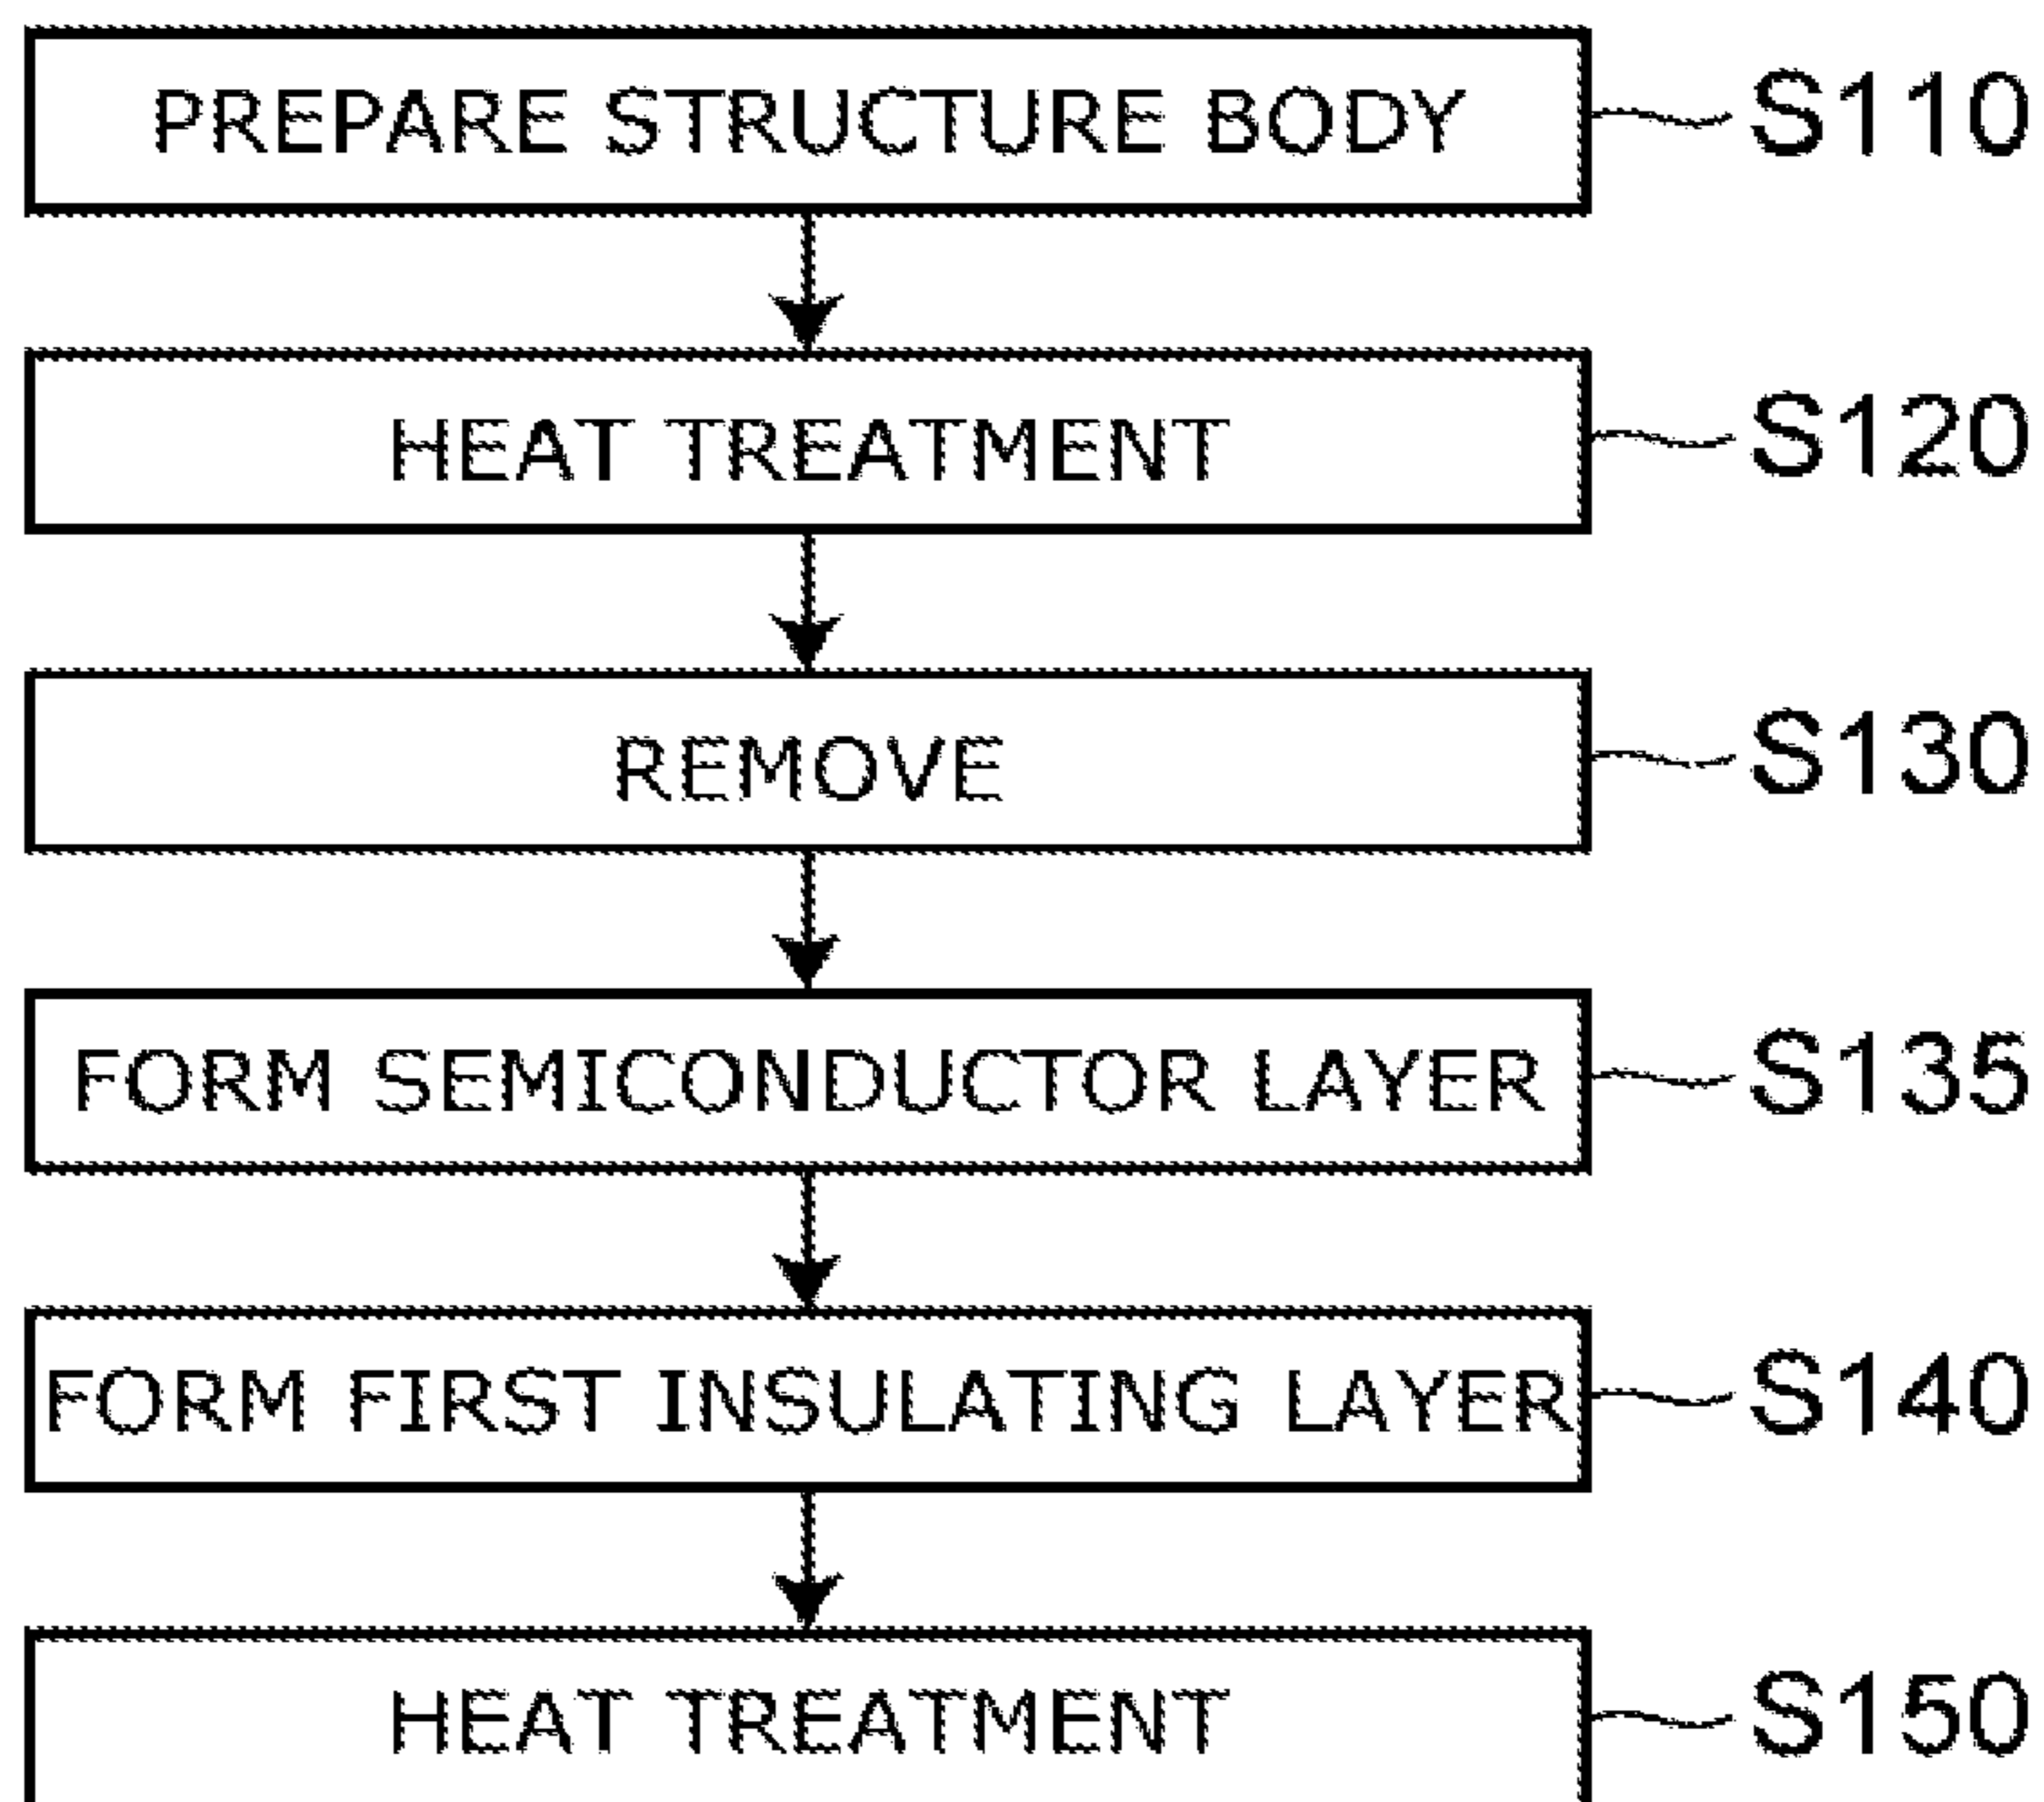 PREPARE STRUCTURE BODY S110
HEAT TREATMENT S120
REMOVE S130
FORM SEMICONDUCTOR LAYER S135
FORM FIRST INSULATING LAYER S140
HEAT TREATMENT S150